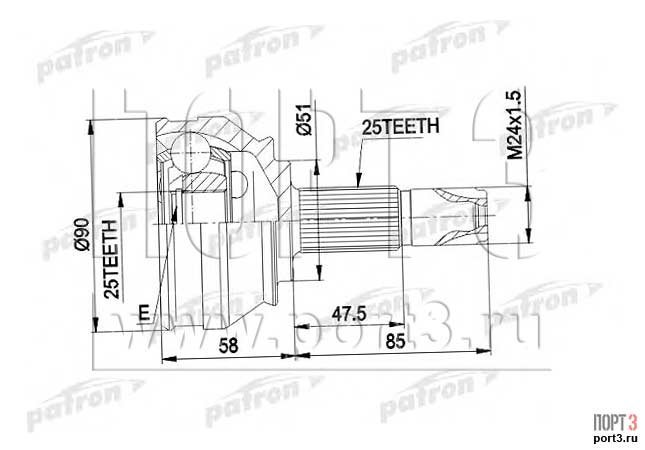 patron
patron
patron
Ø51
25TEETH
M24x1.5
patron
patron
Ø90
25TEETH
patron
patron
patron
E
47.5
www.port3.ru
58
85
patron
patron
patron
ПОРТ 3
port3.ru